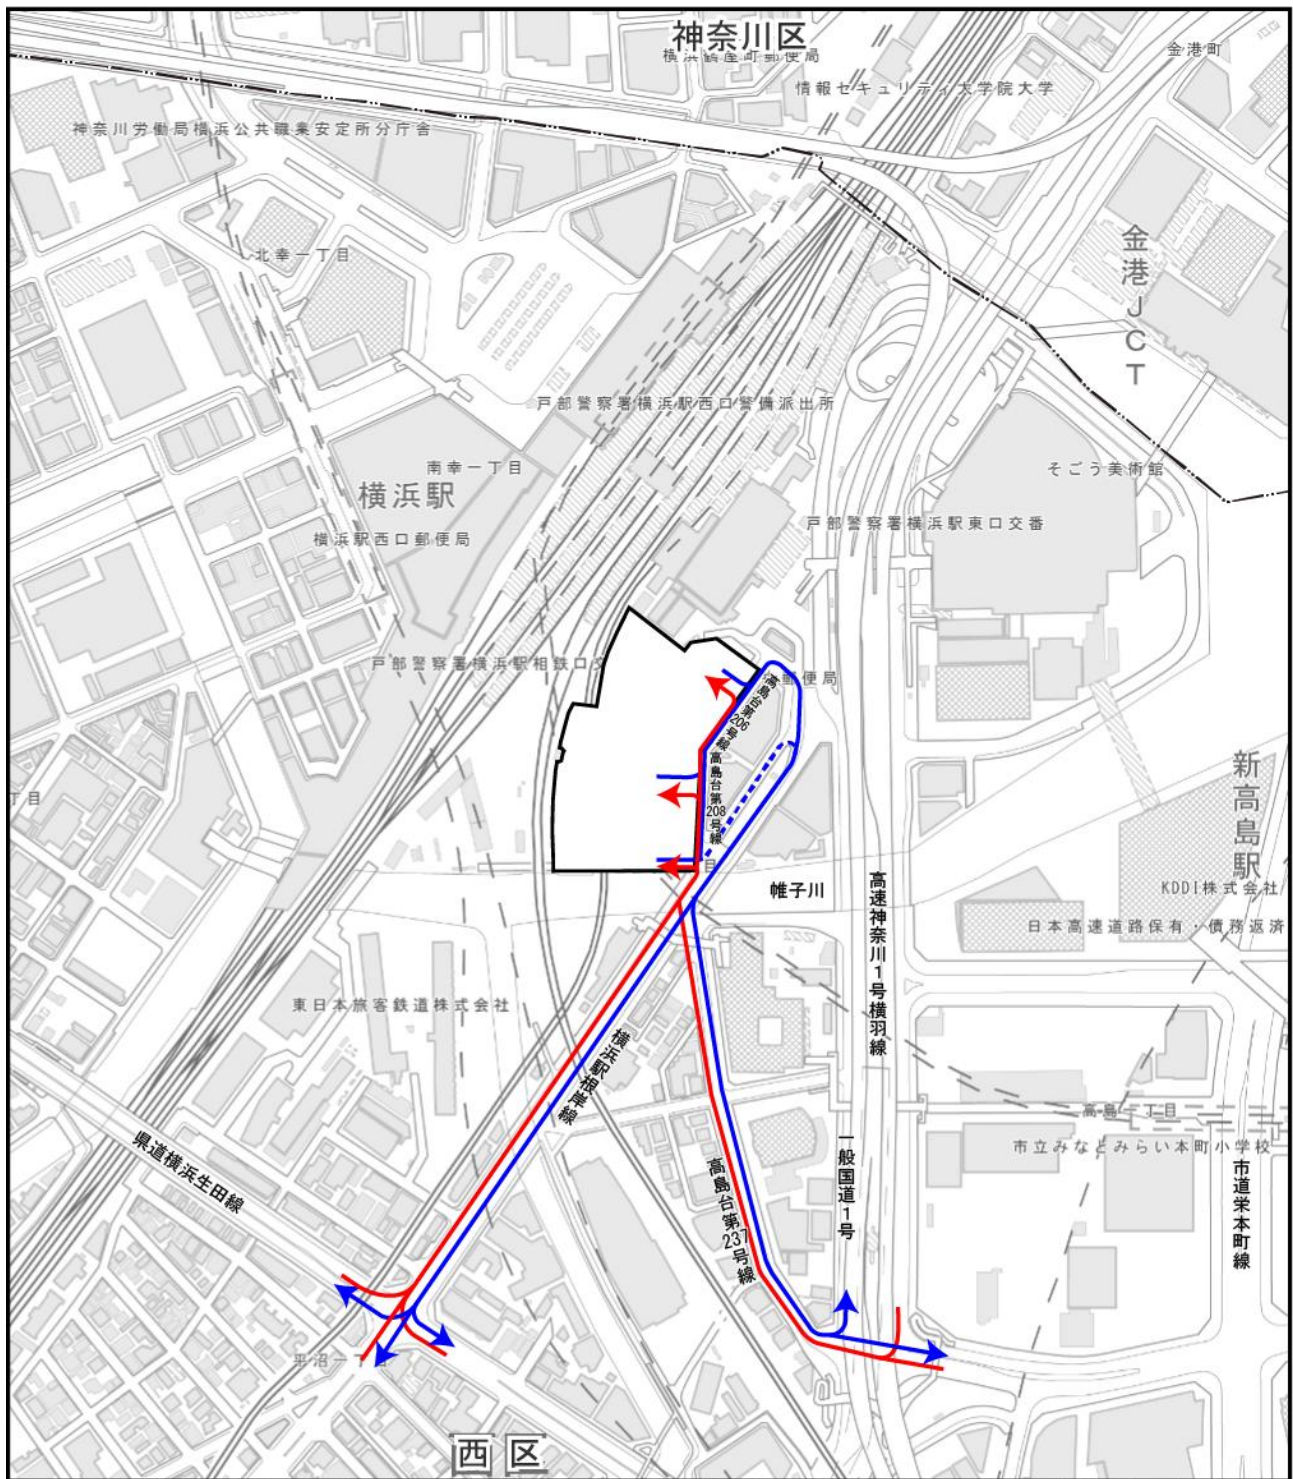 神奈川区
横浜鶴屋町郵便局
金港町
情報セキュリティ大学院大学
神奈川労働局横浜公共職業安定所分庁舎
北幸一丁目
金港JCT
戸部警察署横浜駅西口警備派出所
南幸一丁目
そごう美術館
横浜駅
戸部警察署横浜駅東口交番
横浜駅西口郵便局
戸部警察署横浜駅相鉄口交
郵便局
高島台第206号線
高島台第208号線
新高島駅
丁目
目
帷子川
高速神奈川1号横羽線
KDDI株式会社
日本高速道路保有・債務返済
東日本旅客鉄道株式会社
横浜駅根岸線
高島一丁目
市立みなとみらい本町小学校
県道横浜生田線
高島台第237号線
一般国道1号
市道栄本町線
平沼一丁目
西区